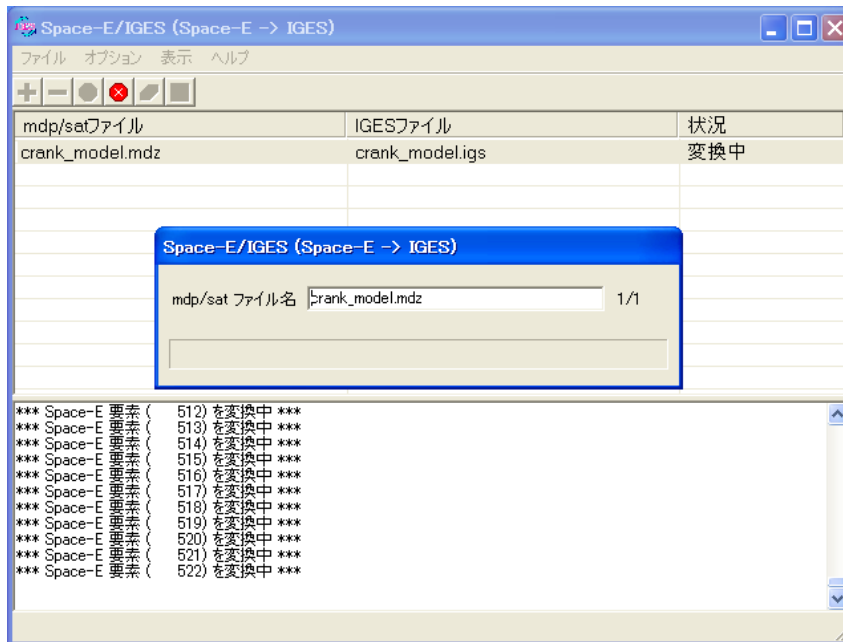 Space-E/IGES (Space-E -> IGES)
ファイル オプション 表示 ヘルプ
mdp/satファイル IGESファイル 状況
crank_model.mdz crank_model.igs 変換中
Space-E/IGES (Space-E -> IGES)
mdp/sat ファイル名 crank_model.mdz 1/1
*** Space-E 要素 ( 512) を変換中 ***
*** Space-E 要素 ( 513) を変換中 ***
*** Space-E 要素 ( 514) を変換中 ***
*** Space-E 要素 ( 515) を変換中 ***
*** Space-E 要素 ( 516) を変換中 ***
*** Space-E 要素 ( 517) を変換中 ***
*** Space-E 要素 ( 518) を変換中 ***
*** Space-E 要素 ( 519) を変換中 ***
*** Space-E 要素 ( 520) を変換中 ***
*** Space-E 要素 ( 521) を変換中 ***
*** Space-E 要素 ( 522) を変換中 ***